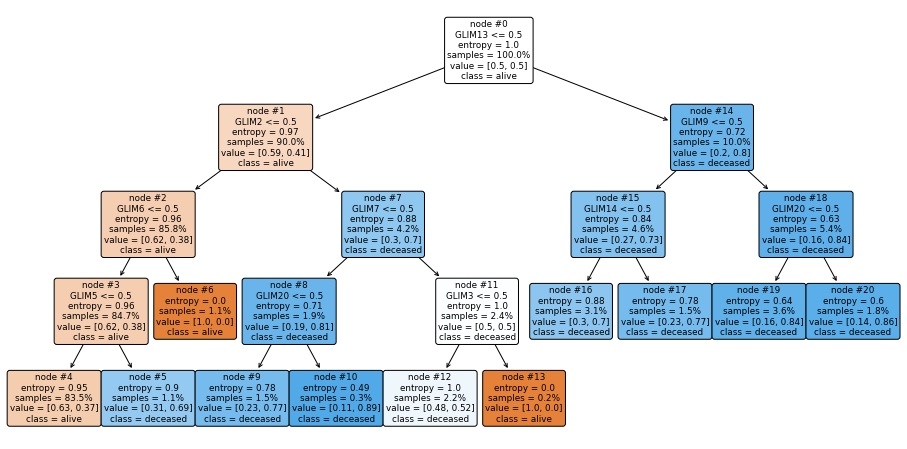 node #0
GLIM13 <= 0.5
entropy = 1.0
samples = 100.0%
value = [0.5, 0.5]
class = alive
node #1
GLIM2 <= 0.5
entropy = 0.97
samples = 90.0%
value = [0.59, 0.41]
class = alive
node #14
GLIM9 <= 0.5
entropy = 0.72
samples = 10.0%
value = [0.2, 0.8]
class = deceased
node #2
GLIM6 <= 0.5
entropy = 0.96
samples = 85.8%
value = [0.62, 0.38]
class = alive
node #7
GLIM7 <= 0.5
entropy = 0.88
samples = 4.2%
value = [0.3, 0.7]
class = deceased
node #15
GLIM14 <= 0.5
entropy = 0.84
samples = 4.6%
value = [0.27, 0.73]
class = deceased
node #18
GLIM20 <= 0.5
entropy = 0.63
samples = 5.4%
value = [0.16, 0.84]
class = deceased
node #3
GLIM5 <= 0.5
entropy = 0.96
samples = 84.7%
value = [0.62, 0.38]
class = alive
node #6
entropy = 0.0
samples = 1.1%
value = [1.0, 0.0]
class = alive
node #8
GLIM20 <= 0.5
entropy = 0.71
samples = 1.9%
value = [0.19, 0.81]
class = deceased
node #11
GLIM3 <= 0.5
entropy = 1.0
samples = 2.4%
value = [0.5, 0.5]
class = deceased
node #16
entropy = 0.88
samples = 3.1%
value = [0.3, 0.7]
class = deceased
node #17
entropy = 0.78
samples = 1.5%
value = [0.23, 0.77]
class = deceased
node #19
entropy = 0.64
samples = 3.6%
value = [0.16, 0.84]
class = deceased
node #20
entropy = 0.6
samples = 1.8%
value = [0.14, 0.86]
class = deceased
node #4
entropy = 0.95
samples = 83.5%
value = [0.63, 0.37]
class = alive
node #5
entropy = 0.9
samples = 1.1%
value = [0.31, 0.69]
class = deceased
node #9
entropy = 0.78
samples = 1.5%
value = [0.23, 0.77]
class = deceased
node #10
entropy = 0.49
samples = 0.3%
value = [0.11, 0.89]
class = deceased
node #12
entropy = 1.0
samples = 2.2%
value = [0.48, 0.52]
class = deceased
node #13
entropy = 0.0
samples = 0.2%
value = [1.0, 0.0]
class = alive